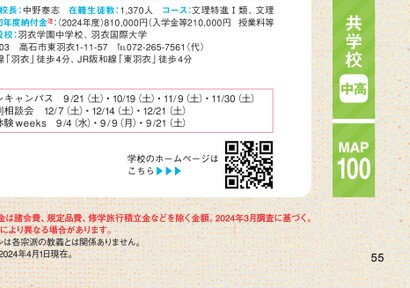 校長：中野泰志　在籍生徒数：1,370人　コース：文理特進Ⅰ類、文理
初年度納付金注：(2024年度)810,000円(入学金等210,000円　授業料等
設校：羽衣学園中学校、羽衣国際大学
03　高石市東羽衣1-11-57　℡072-265-7561(代)
線「羽衣」徒歩4分、JR阪和線「東羽衣」徒歩4分
ンキャンパス　9/21(土)・10/19(土)・11/9(土)・11/30(土)
別相談会　12/7(土)・12/14(土)・12/21(土)
体験weeks　9/4(水)・9/9(月)・9/21(土)
学校のホームページは
こちら▶▶▶
共学校
中高
MAP
100
金は諸会費、規定品費、修学旅行積立金などを除く金額。2024年3月調査に基づく。
により異なる場合があります。
ンは各宗派の教義とは関係ありません。
2024年4月1日現在。
55